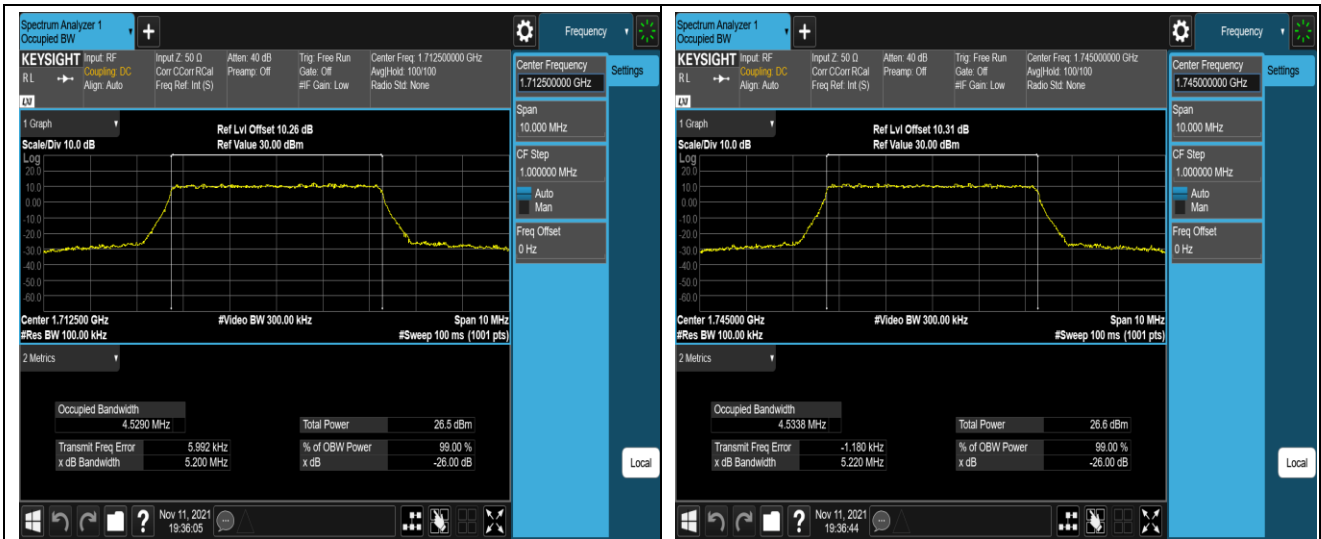 Spectrum Analyzer 1
Occupied BW
+
Frequency
KEYSIGHT
RL
LXI
Input: RF
Coupling: DC
Align: Auto
Input Z: 50 Ω
Corr CCorr RCal
Freq Ref: Int (S)
Atten: 40 dB
Preamp: Off
Trig: Free Run
Gate: Off
#IF Gain: Low
Center Freq: 1.712500000 GHz
Avg|Hold: 100/100
Radio Std: None
Center Frequency
1.712500000 GHz
Settings
Span
10.000 MHz
CF Step
1.000000 MHz
Auto
Man
Freq Offset
0 Hz
Local
1 Graph
Scale/Div 10.0 dB
Ref Lvl Offset 10.26 dB
Ref Value 30.00 dBm
Log
20.0
10.0
0.00
-10.0
-20.0
-30.0
-40.0
-50.0
-60.0
Center 1.712500 GHz
#Video BW 300.00 kHz
Span 10 MHz
#Res BW 100.00 kHz
#Sweep 100 ms (1001 pts)
2 Metrics
Occupied Bandwidth
4.5290 MHz
Total Power 26.5 dBm
Transmit Freq Error 5.992 kHz
% of OBW Power 99.00 %
x dB Bandwidth 5.200 MHz
x dB -26.00 dB
?
Nov 11, 2021
19:36:05
Spectrum Analyzer 1
Occupied BW
+
Frequency
KEYSIGHT
RL
LXI
Input: RF
Coupling: DC
Align: Auto
Input Z: 50 Ω
Corr CCorr RCal
Freq Ref: Int (S)
Atten: 40 dB
Preamp: Off
Trig: Free Run
Gate: Off
#IF Gain: Low
Center Freq: 1.745000000 GHz
Avg|Hold: 100/100
Radio Std: None
Center Frequency
1.745000000 GHz
Settings
Span
10.000 MHz
CF Step
1.000000 MHz
Auto
Man
Freq Offset
0 Hz
Local
1 Graph
Scale/Div 10.0 dB
Ref Lvl Offset 10.31 dB
Ref Value 30.00 dBm
Log
20.0
10.0
0.00
-10.0
-20.0
-30.0
-40.0
-50.0
-60.0
Center 1.745000 GHz
#Video BW 300.00 kHz
Span 10 MHz
#Res BW 100.00 kHz
#Sweep 100 ms (1001 pts)
2 Metrics
Occupied Bandwidth
4.5338 MHz
Total Power 26.6 dBm
Transmit Freq Error -1.180 kHz
% of OBW Power 99.00 %
x dB Bandwidth 5.220 MHz
x dB -26.00 dB
?
Nov 11, 2021
19:36:44